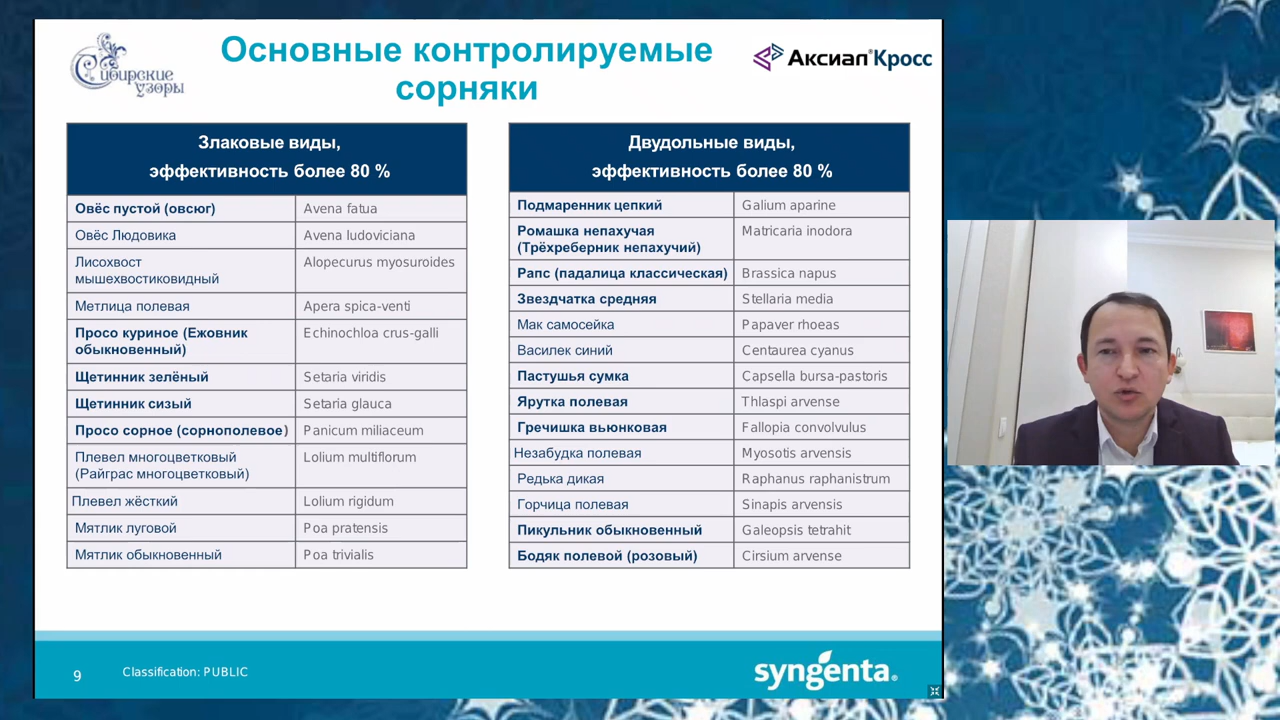 Сибирские
узоры
Основные контролируемые
сорняки
Аксиал®Кросс
Злаковые виды,
эффективность более 80 %
Овёс пустой (овсюг) Avena fatua
Овёс Людовика Avena ludoviciana
Лисохвост Alopecurus myosuroides
мышехвостиковидный
Метлица полевая Apera spica-venti
Просо куриное (Ежовник Echinochloa crus-galli
обыкновенный)
Щетинник зелёный Setaria viridis
Щетинник сизый Setaria glauca
Просо сорное (сорнополевое) Panicum miliaceum
Плевел многоцветковый Lolium multiflorum
(Райграс многоцветковый)
Плевел жёсткий Lolium rigidum
Мятлик луговой Poa pratensis
Мятлик обыкновенный Poa trivialis
Двудольные виды,
эффективность более 80 %
Подмаренник цепкий Galium aparine
Ромашка непахучая Matricaria inodora
(Трёхреберник непахучий)
Рапс (падалица классическая) Brassica napus
Звездчатка средняя Stellaria media
Мак самосейка Papaver rhoeas
Василек синий Centaurea cyanus
Пастушья сумка Capsella bursa-pastoris
Ярутка полевая Thlaspi arvense
Гречишка вьюнковая Fallopia convolvulus
Незабудка полевая Myosotis arvensis
Редька дикая Raphanus raphanistrum
Горчица полевая Sinapis arvensis
Пикульник обыкновенный Galeopsis tetrahit
Бодяк полевой (розовый) Cirsium arvense
9
Classification: PUBLIC
syngenta®